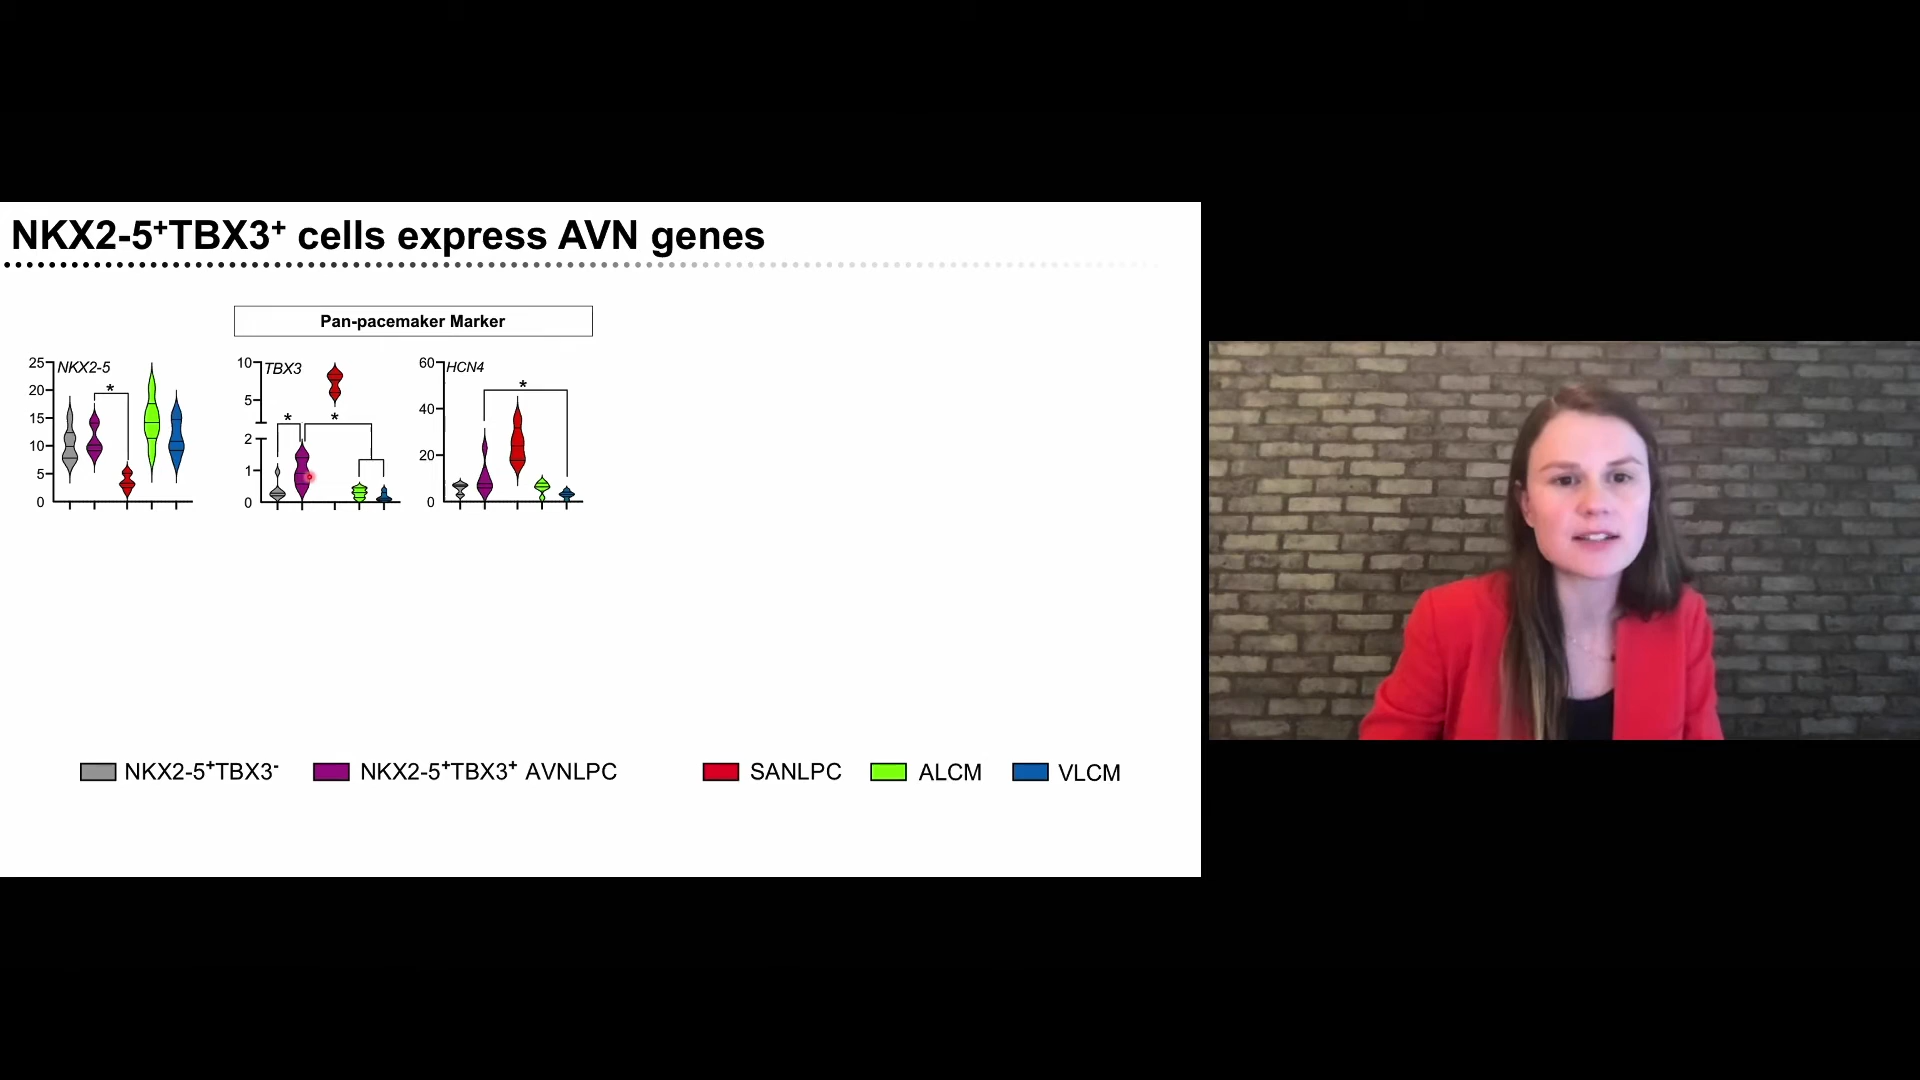 NKX2-5⁺TBX3⁺ cells express AVN genes
Pan-pacemaker Marker
NKX2-5
25
20
15
10
5
0
*
TBX3
10
5
2
1
0
*
*
HCN4
60
40
20
0
*
NKX2-5⁺TBX3⁻
NKX2-5⁺TBX3⁺ AVNLPC
SANLPC
ALCM
VLCM